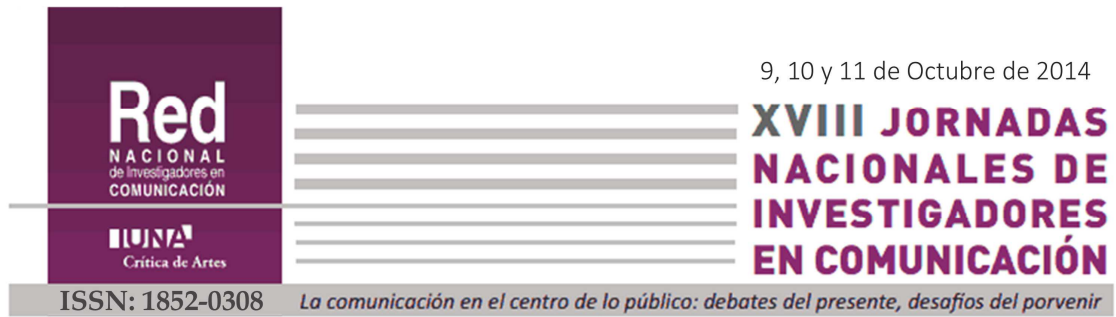 Red
NACIONAL
de Investigadores en
COMUNICACIÓN
IUNA
Crítica de Artes
ISSN: 1852-0308
9, 10 y 11 de Octubre de 2014
XVIII JORNADAS
NACIONALES DE
INVESTIGADORES
EN COMUNICACIÓN
La comunicación en el centro de lo público: debates del presente, desafíos del porvenir